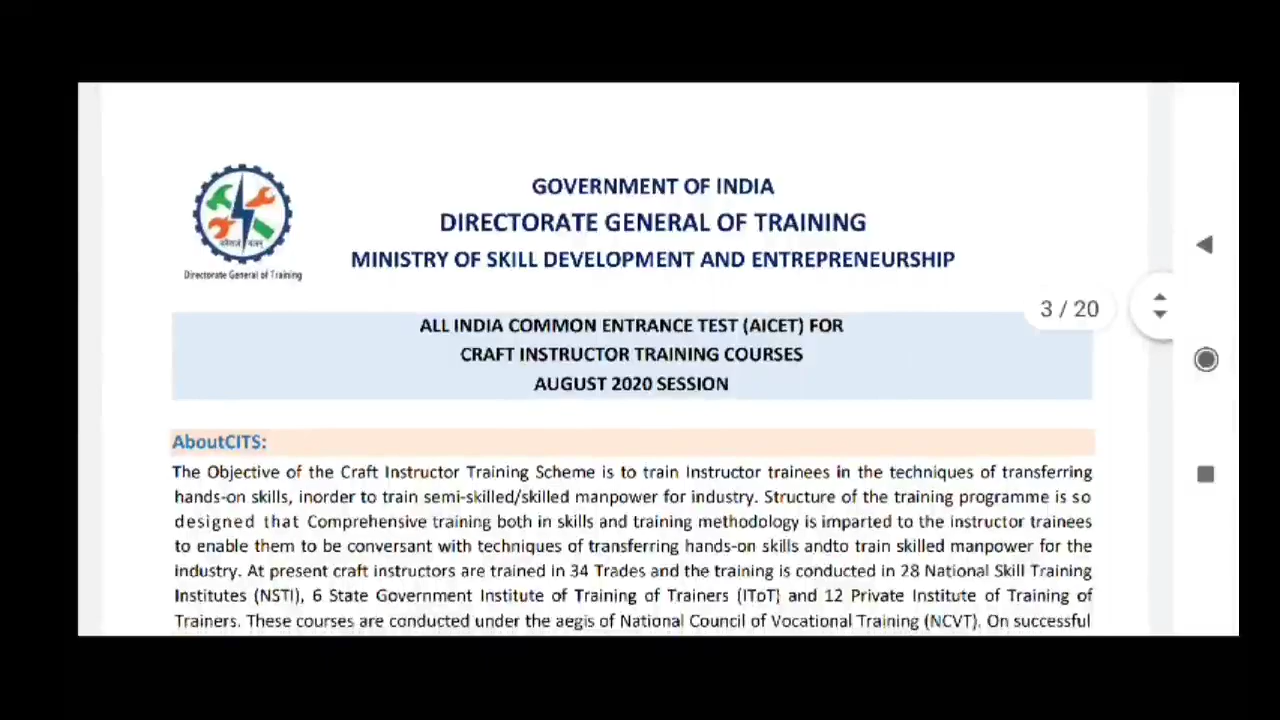 GOVERNMENT OF INDIA
DIRECTORATE GENERAL OF TRAINING
MINISTRY OF SKILL DEVELOPMENT AND ENTREPRENEURSHIP
Directorate General of Training
3 / 20
ALL INDIA COMMON ENTRANCE TEST (AICET) FOR
CRAFT INSTRUCTOR TRAINING COURSES
AUGUST 2020 SESSION
AboutCITS:
The Objective of the Craft Instructor Training Scheme is to train Instructor trainees in the techniques of transferring
hands-on skills, inorder to train semi-skilled/skilled manpower for industry. Structure of the training programme is so
designed that Comprehensive training both in skills and training methodology is imparted to the instructor trainees
to enable them to be conversant with techniques of transferring hands-on skills andto train skilled manpower for the
industry. At present craft instructors are trained in 34 Trades and the training is conducted in 28 National Skill Training
Institutes (NSTI), 6 State Government Institute of Training of Trainers (IToT) and 12 Private Institute of Training of
Trainers. These courses are conducted under the aegis of National Council of Vocational Training (NCVT). On successful